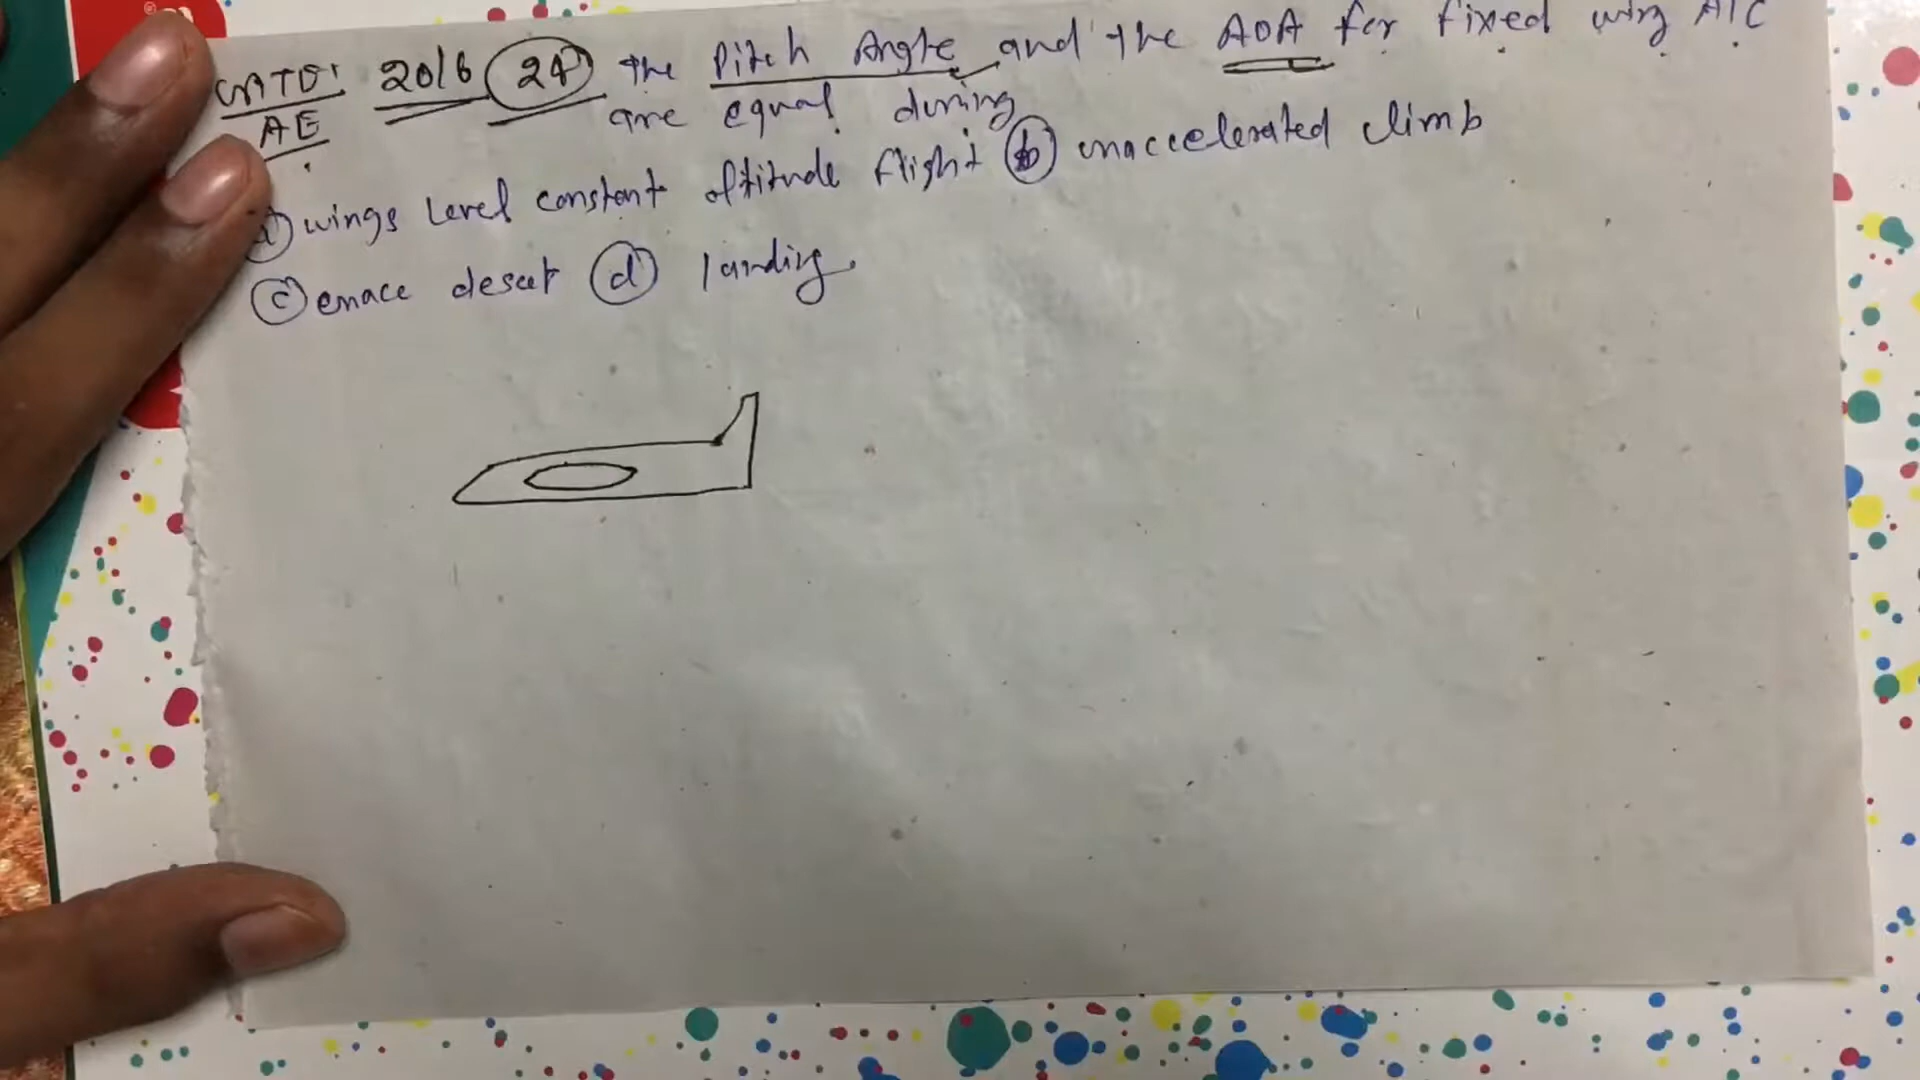 GATE 2016 24 the Pitch Angle and the AOA for fixed wing A/C
AE are equal during
a) wings Level constant altitude flight b) unaccelerated climb
c) unacc descet d) landing.